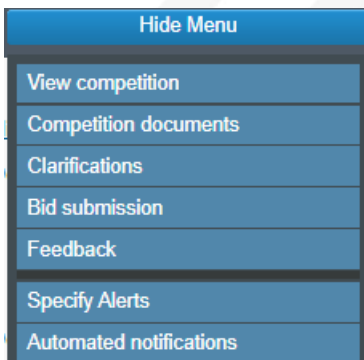 Hide Menu
View competition
Competition documents
Clarifications
Bid submission
Feedback
Specify Alerts
Automated notifications